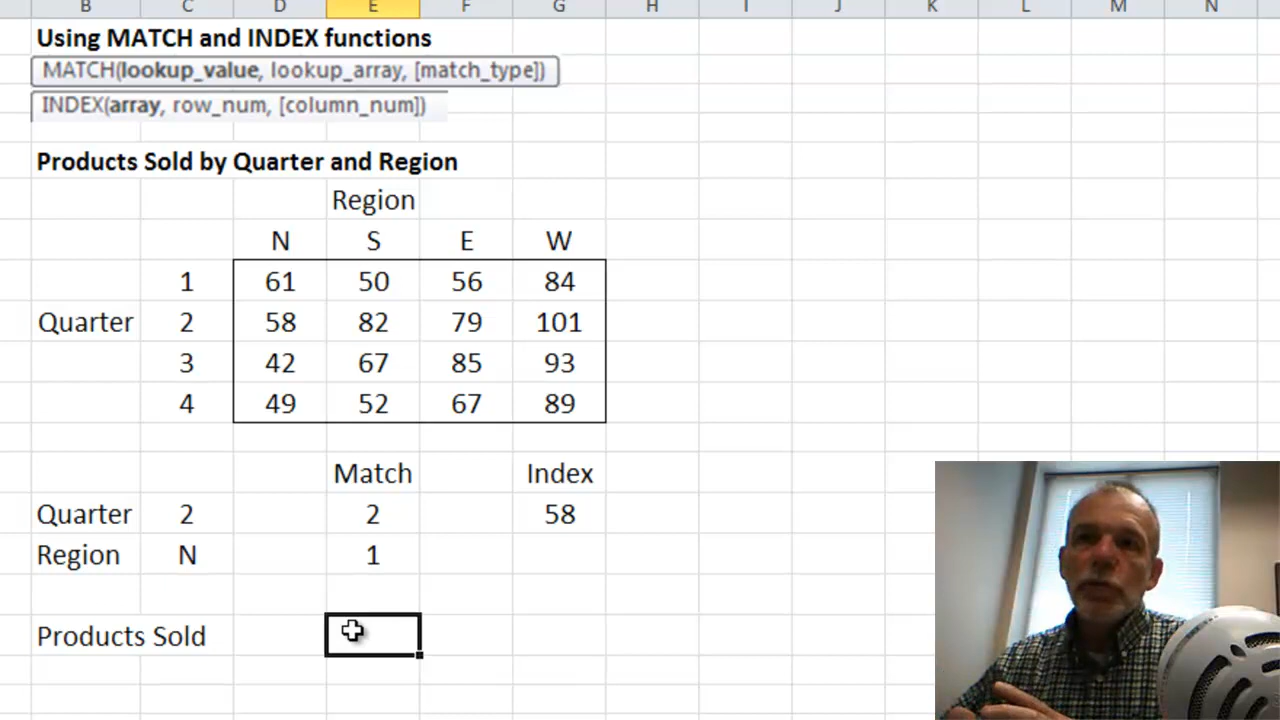 B C D E F G H I J K L M N
Using MATCH and INDEX functions
MATCH(lookup_value, lookup_array, [match_type])
INDEX(array, row_num, [column_num])
Products Sold by Quarter and Region
Region
N S E W
1 61 50 56 84
Quarter 2 58 82 79 101
3 42 67 85 93
4 49 52 67 89
Match Index
Quarter 2 2 58
Region N 1
Products Sold